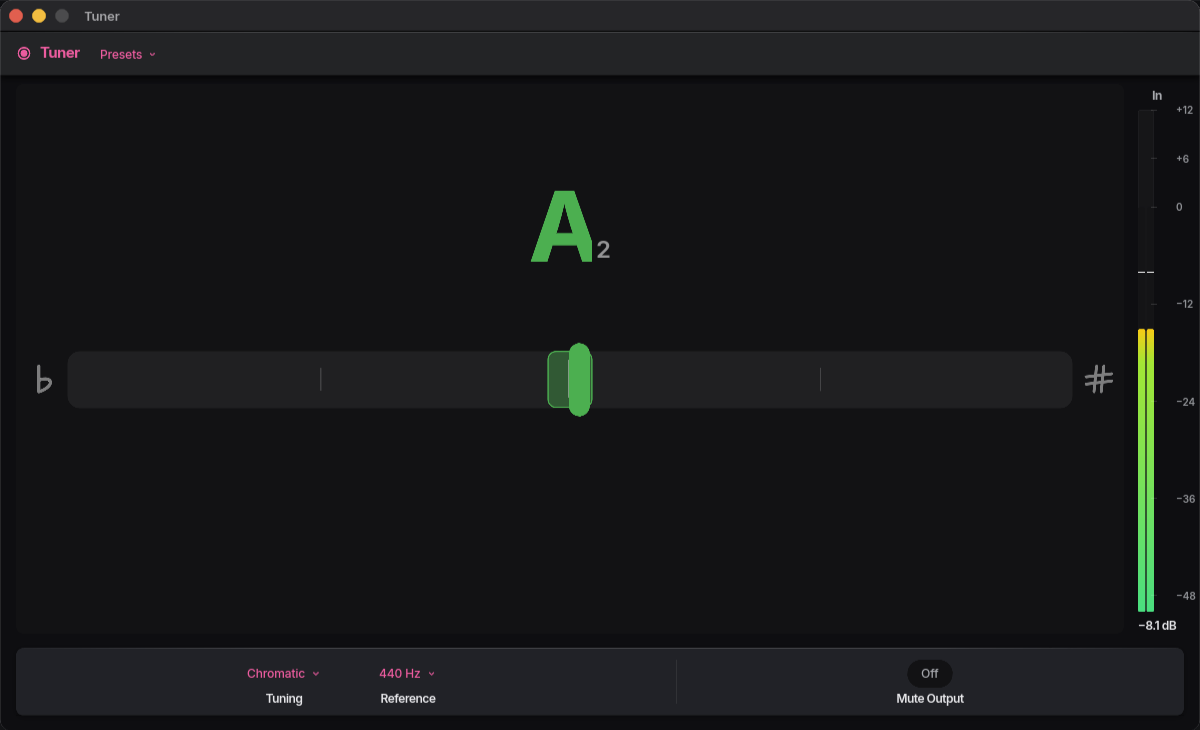 Tuner
Tuner
Presets
In
+12
+6
0
-12
-24
-36
-48
-8.1 dB
A2
♭
♯
Chromatic
440 Hz
Off
Tuning
Reference
Mute Output